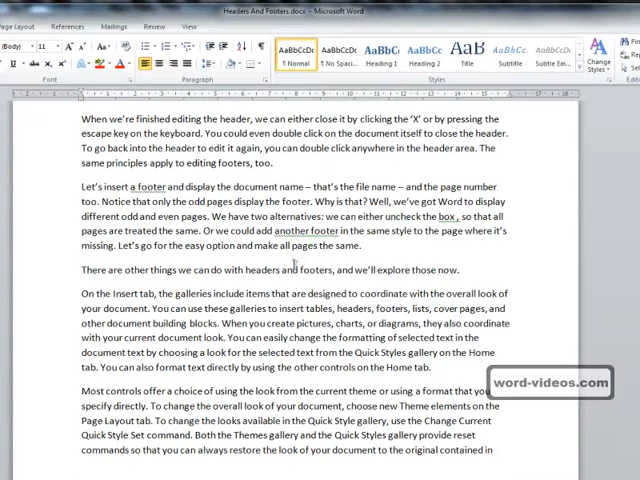 Headers And Footers.docx - Microsoft Word
Page Layout References Mailings Review View
(Body) 11
AaBbCcDc AaBbCcDc AaBbC AaBbCc AaB AaBbCc. AaBbCcDc
¶ Normal ¶ No Spaci... Heading 1 Heading 2 Title Subtitle Subtle Em...
Change
Styles
Font Paragraph Styles
When we're finished editing the header, we can either close it by clicking the 'X' or by pressing the
escape key on the keyboard. You could even double click on the document itself to close the header.
To go back into the header to edit it again, you can double click anywhere in the header area. The
same principles apply to editing footers, too.
Let's insert a footer and display the document name – that's the file name – and the page number
too. Notice that only the odd pages display the footer. Why is that? Well, we've got Word to display
different odd and even pages. We have two alternatives: we can either uncheck the box , so that all
pages are treated the same. Or we could add another footer in the same style to the page where it's
missing. Let's go for the easy option and make all pages the same.
There are other things we can do with headers and footers, and we'll explore those now.
On the Insert tab, the galleries include items that are designed to coordinate with the overall look of
your document. You can use these galleries to insert tables, headers, footers, lists, cover pages, and
other document building blocks. When you create pictures, charts, or diagrams, they also coordinate
with your current document look. You can easily change the formatting of selected text in the
document text by choosing a look for the selected text from the Quick Styles gallery on the Home
tab. You can also format text directly by using the other controls on the Home tab.
word-videos.com
Most controls offer a choice of using the look from the current theme or using a format that you
specify directly. To change the overall look of your document, choose new Theme elements on the
Page Layout tab. To change the looks available in the Quick Style gallery, use the Change Current
Quick Style Set command. Both the Themes gallery and the Quick Styles gallery provide reset
commands so that you can always restore the look of your document to the original contained in